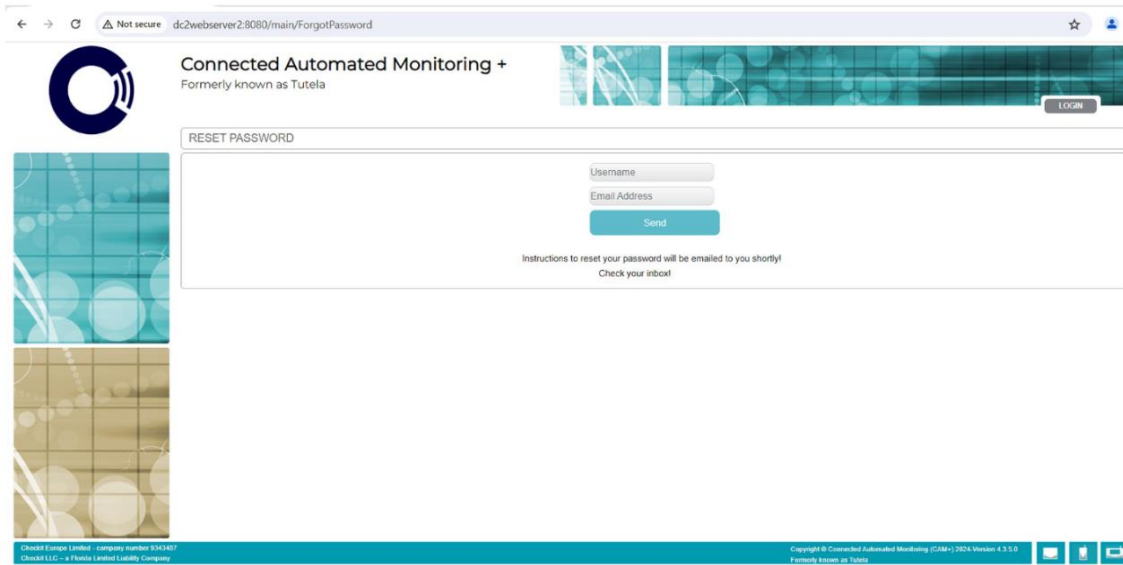 Not secure
dc2webserver2:8080/main/ForgotPassword
Connected Automated Monitoring +
Formerly known as Tutela
LOGIN
RESET PASSWORD
Username
Email Address
Send
Instructions to reset your password will be emailed to you shortly!
Check your inbox!
Checkit Europe Limited - company number 9343487
Checkit LLC – a Florida Limited Liability Company
Copyright © Connected Automated Monitoring (CAM+) 2024-Version 4.3.5.0
Formerly known as Tutela